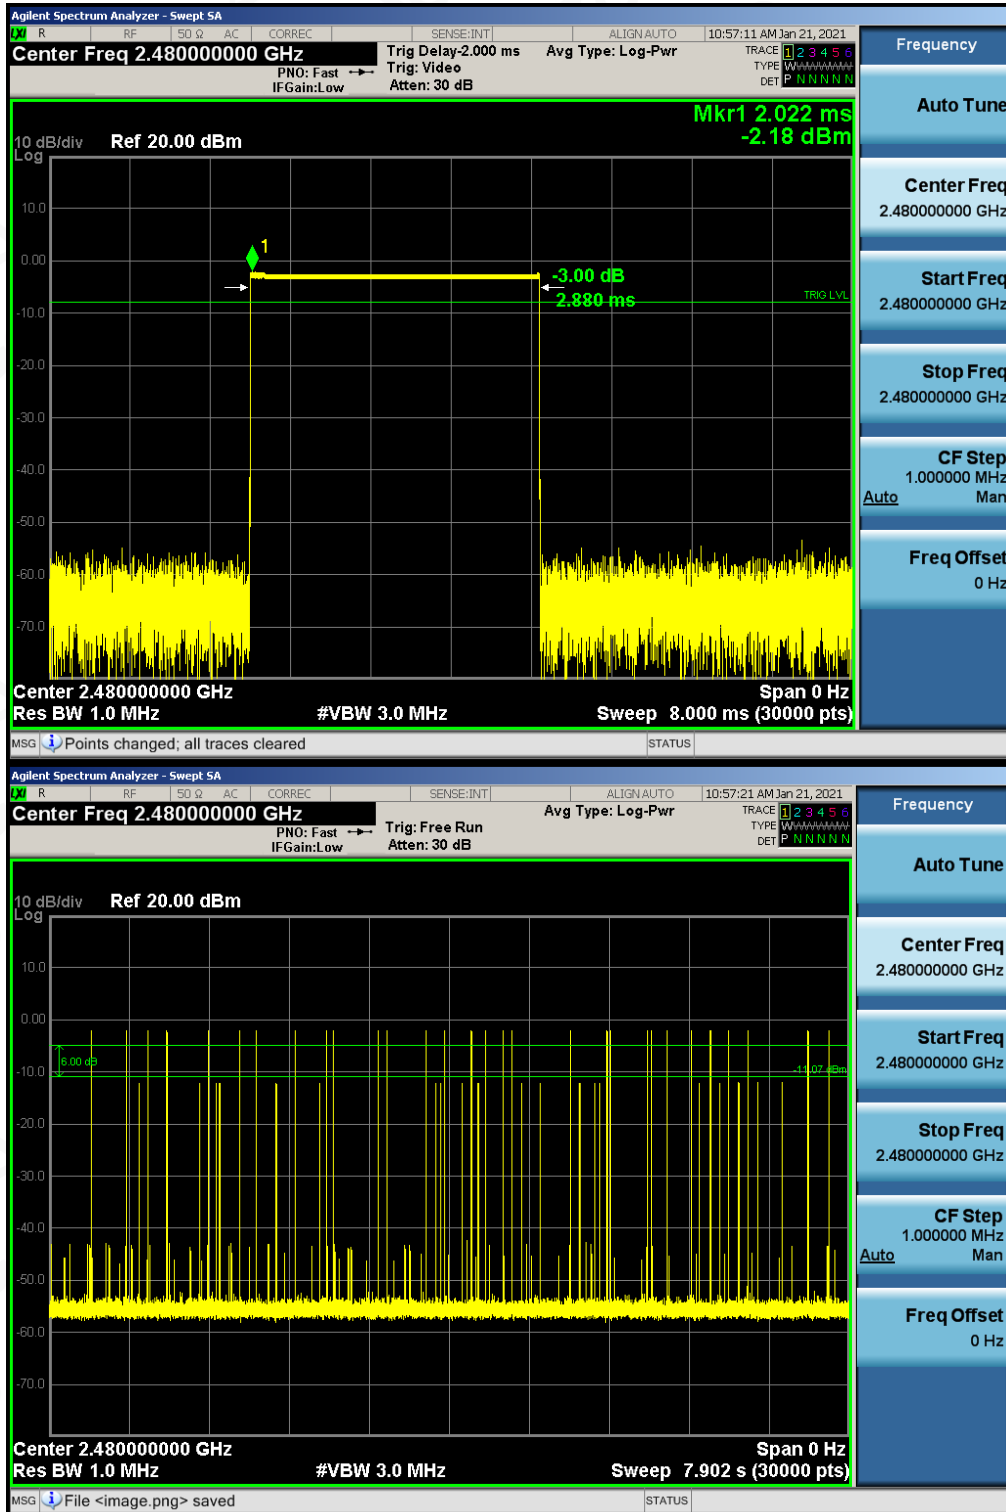 Agilent Spectrum Analyzer - Swept SA
LXI R RF 50 Ω AC CORREC SENSE:INT ALIGN AUTO 10:57:11 AM Jan 21, 2021
Center Freq 2.480000000 GHz
PNO: Fast
IFGain:Low
Trig Delay-2.000 ms
Trig: Video
Atten: 30 dB
Avg Type: Log-Pwr
TRACE 1 2 3 4 5 6
TYPE W
DET P N N N N N
Frequency
Mkr1 2.022 ms
-2.18 dBm
10 dB/div
Log
Ref 20.00 dBm
10.0
0.00
-10.0
-20.0
-30.0
-40.0
-50.0
-60.0
-70.0
1
-3.00 dB
2.880 ms
TRIG LVL
Center 2.480000000 GHz
Span 0 Hz
Res BW 1.0 MHz
#VBW 3.0 MHz
Sweep 8.000 ms (30000 pts)
Auto Tune
Center Freq
2.480000000 GHz
Start Freq
2.480000000 GHz
Stop Freq
2.480000000 GHz
CF Step
1.000000 MHz
Auto Man
Freq Offset
0 Hz
MSG Points changed; all traces cleared
STATUS
Agilent Spectrum Analyzer - Swept SA
LXI R RF 50 Ω AC CORREC SENSE:INT ALIGN AUTO 10:57:21 AM Jan 21, 2021
Center Freq 2.480000000 GHz
PNO: Fast
IFGain:Low
Trig: Free Run
Atten: 30 dB
Avg Type: Log-Pwr
TRACE 1 2 3 4 5 6
TYPE W
DET P N N N N N
Frequency
10 dB/div
Log
Ref 20.00 dBm
10.0
0.00
-10.0
-20.0
-30.0
-40.0
-50.0
-60.0
-70.0
6.00 dB
-11.07 dBm
Center 2.480000000 GHz
Span 0 Hz
Res BW 1.0 MHz
#VBW 3.0 MHz
Sweep 7.902 s (30000 pts)
Auto Tune
Center Freq
2.480000000 GHz
Start Freq
2.480000000 GHz
Stop Freq
2.480000000 GHz
CF Step
1.000000 MHz
Auto Man
Freq Offset
0 Hz
MSG File <image.png> saved
STATUS